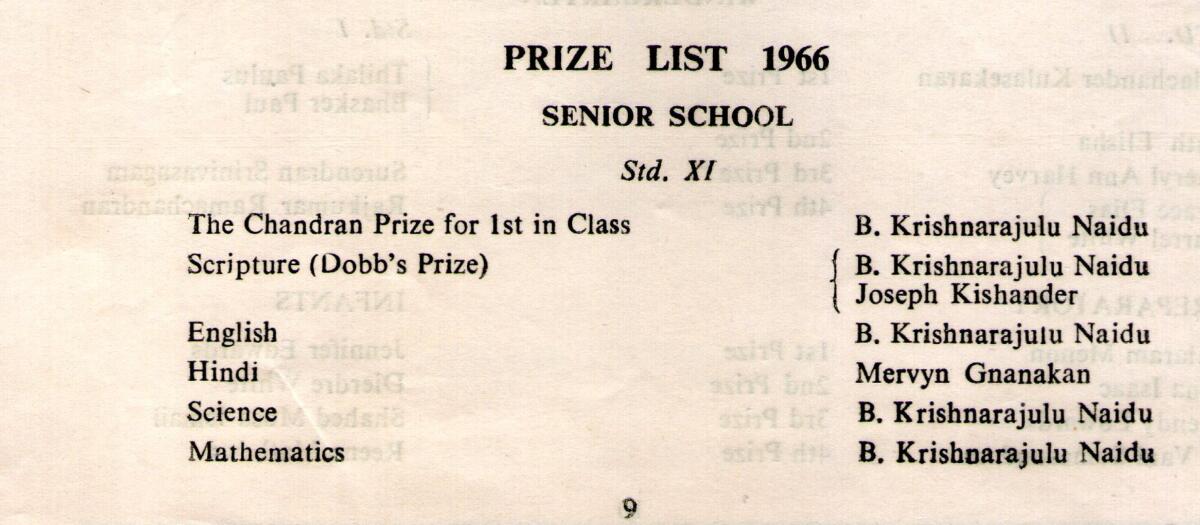 PRIZE LIST 1966
SENIOR SCHOOL
Std. XI
The Chandran Prize for 1st in Class B. Krishnarajulu Naidu
Scripture (Dobb's Prize) { B. Krishnarajulu Naidu
Joseph Kishander
English B. Krishnarajulu Naidu
Hindi Mervyn Gnanakan
Science B. Krishnarajulu Naidu
Mathematics B. Krishnarajulu Naidu
9